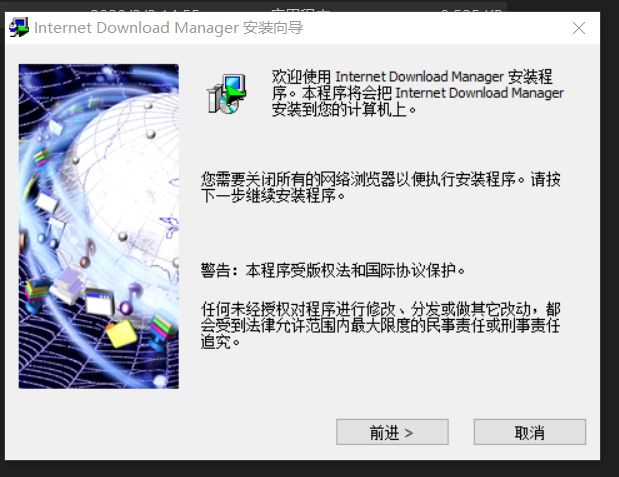 Internet Download Manager 安装向导
欢迎使用 Internet Download Manager 安装程
序。本程序将会把 Internet Download Manager
安装到您的计算机上。
您需要关闭所有的网络浏览器以便执行安装程序。请按
下一步继续安装程序。
警告：本程序受版权法和国际协议保护。
任何未经授权对程序进行修改、分发或做其它改动，都
会受到法律允许范围内最大限度的民事责任或刑事责任
追究。
前进 >
取消